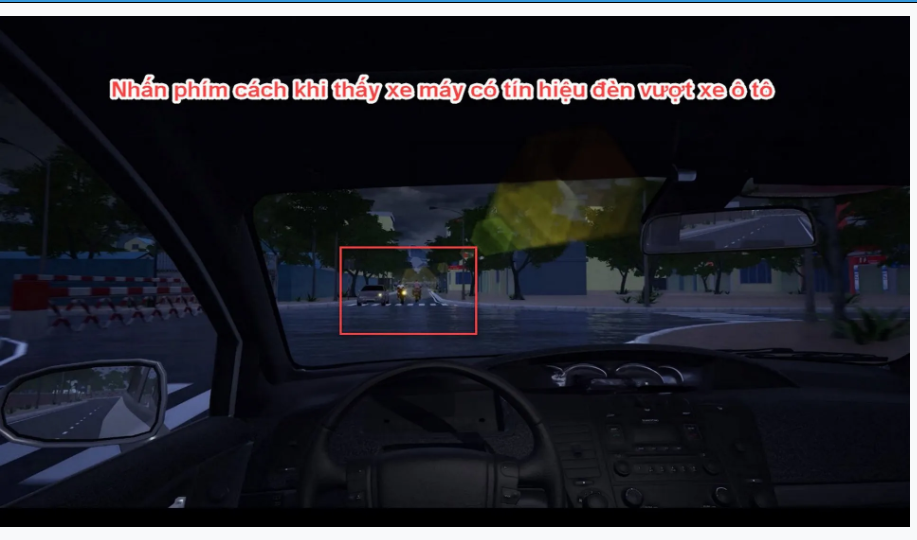 Nhấn phím cách khi thấy xe máy có tín hiệu đèn vượt xe ô tô